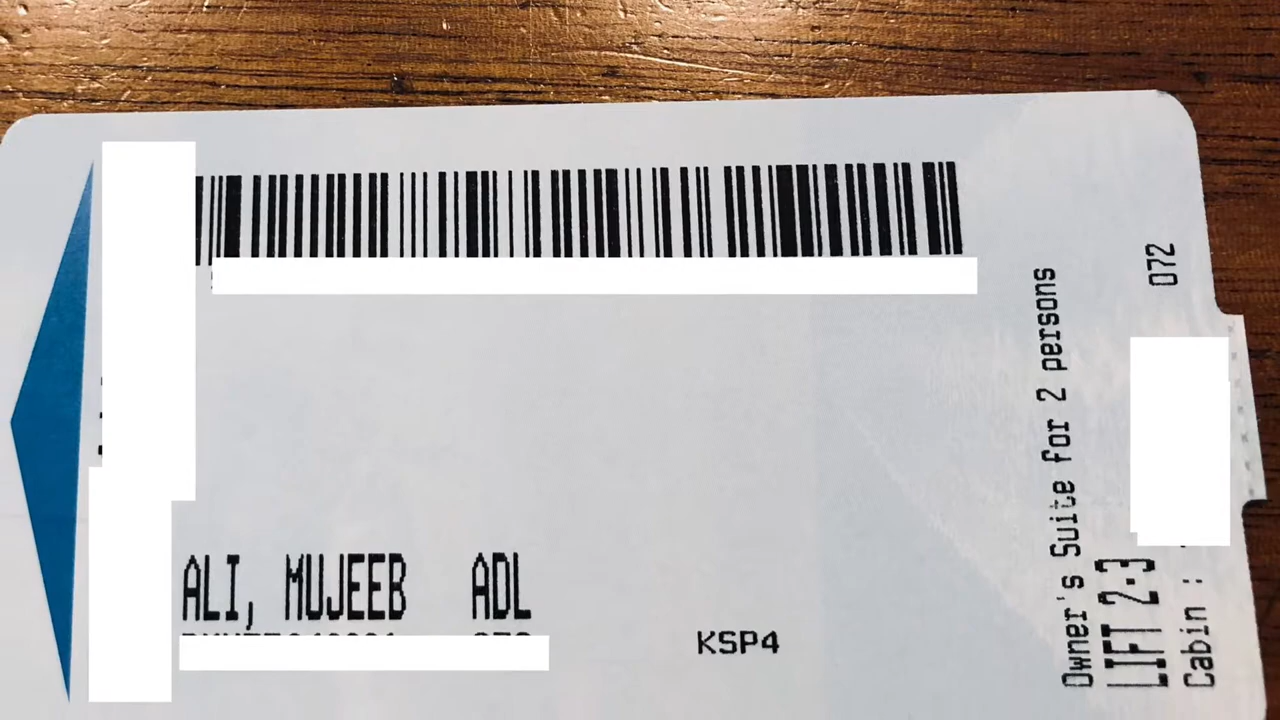 ALI, MUJEEB ADL
KSP4
Owner's Suite for 2 persons
LIFT 2-3
Cabin :
072